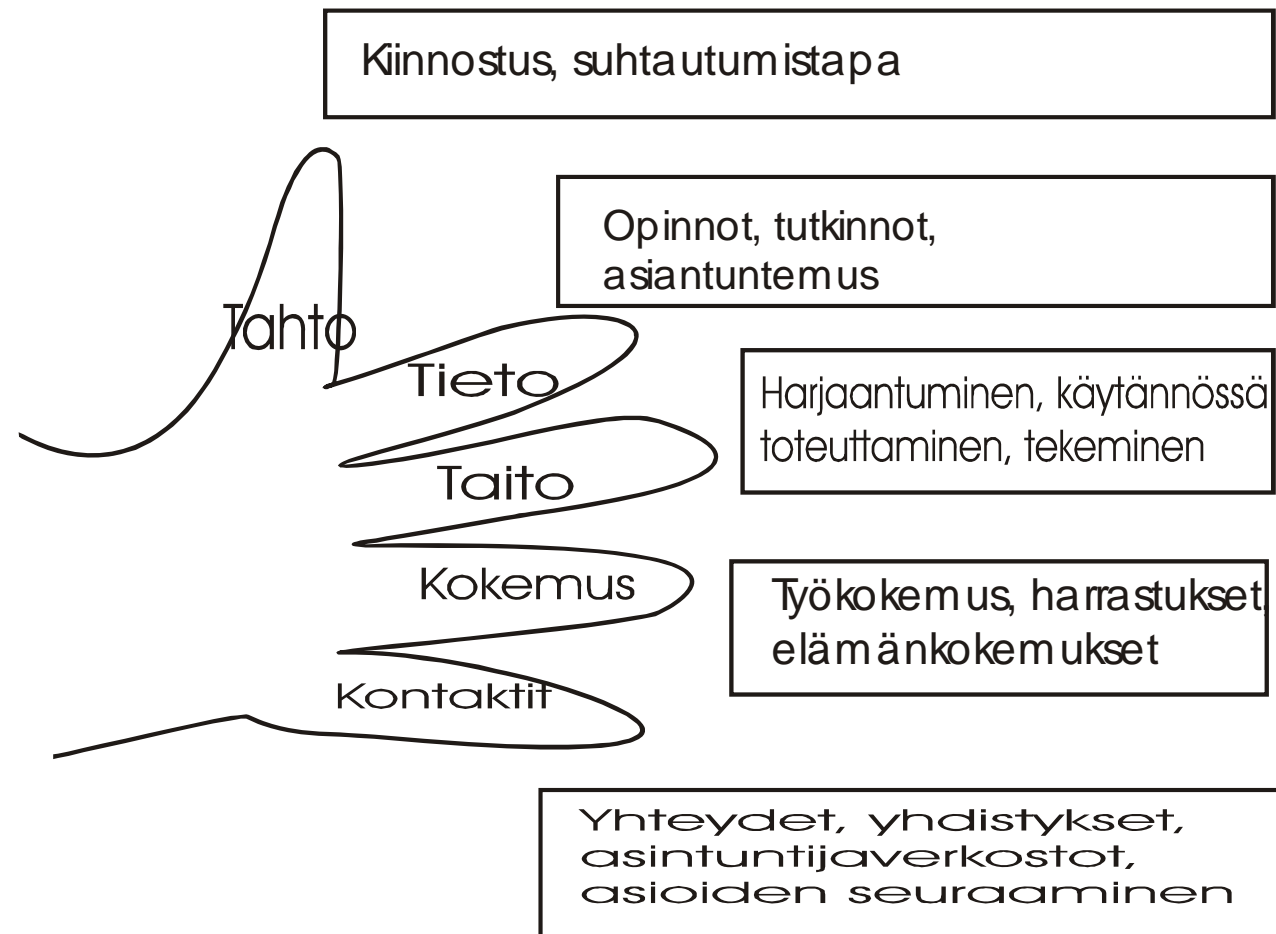 Kiinnostus, suhtautumistapa
Opinnot, tutkinnot,
asiantuntemus
Tahto
Tieto
Harjaantuminen, käytännössä
toteuttaminen, tekeminen
Taito
Kokemus
Työkokemus, harrastukset,
elämänkokemukset
Kontaktit
Yhteydet, yhdistykset,
asintuntijaverkostot,
asioiden seuraaminen